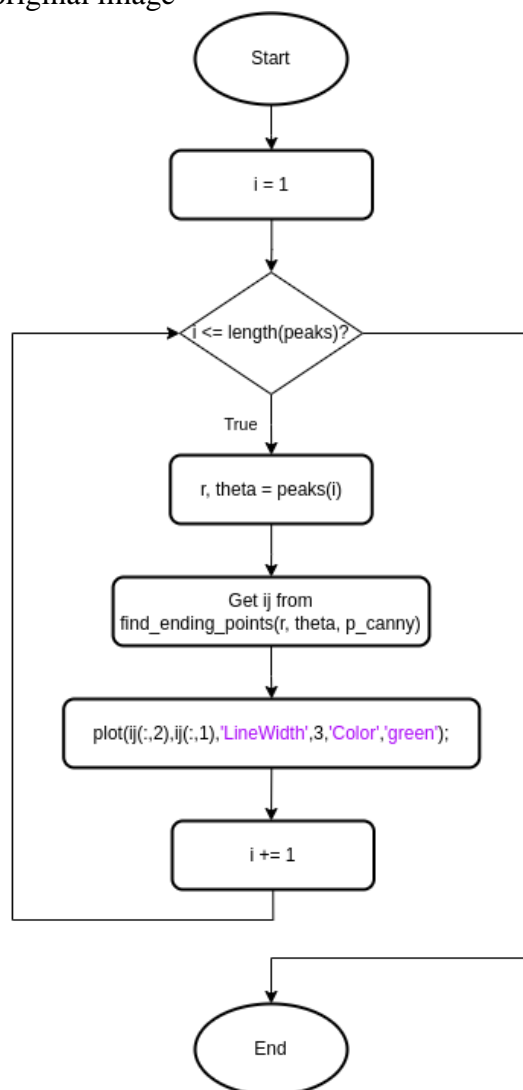 original image
Start
i = 1
i <= length(peaks)?
True
r, theta = peaks(i)
Get ij from
find_ending_points(r, theta, p_canny)
plot(ij(:,2),ij(:,1),'LineWidth',3,'Color','green');
i += 1
End